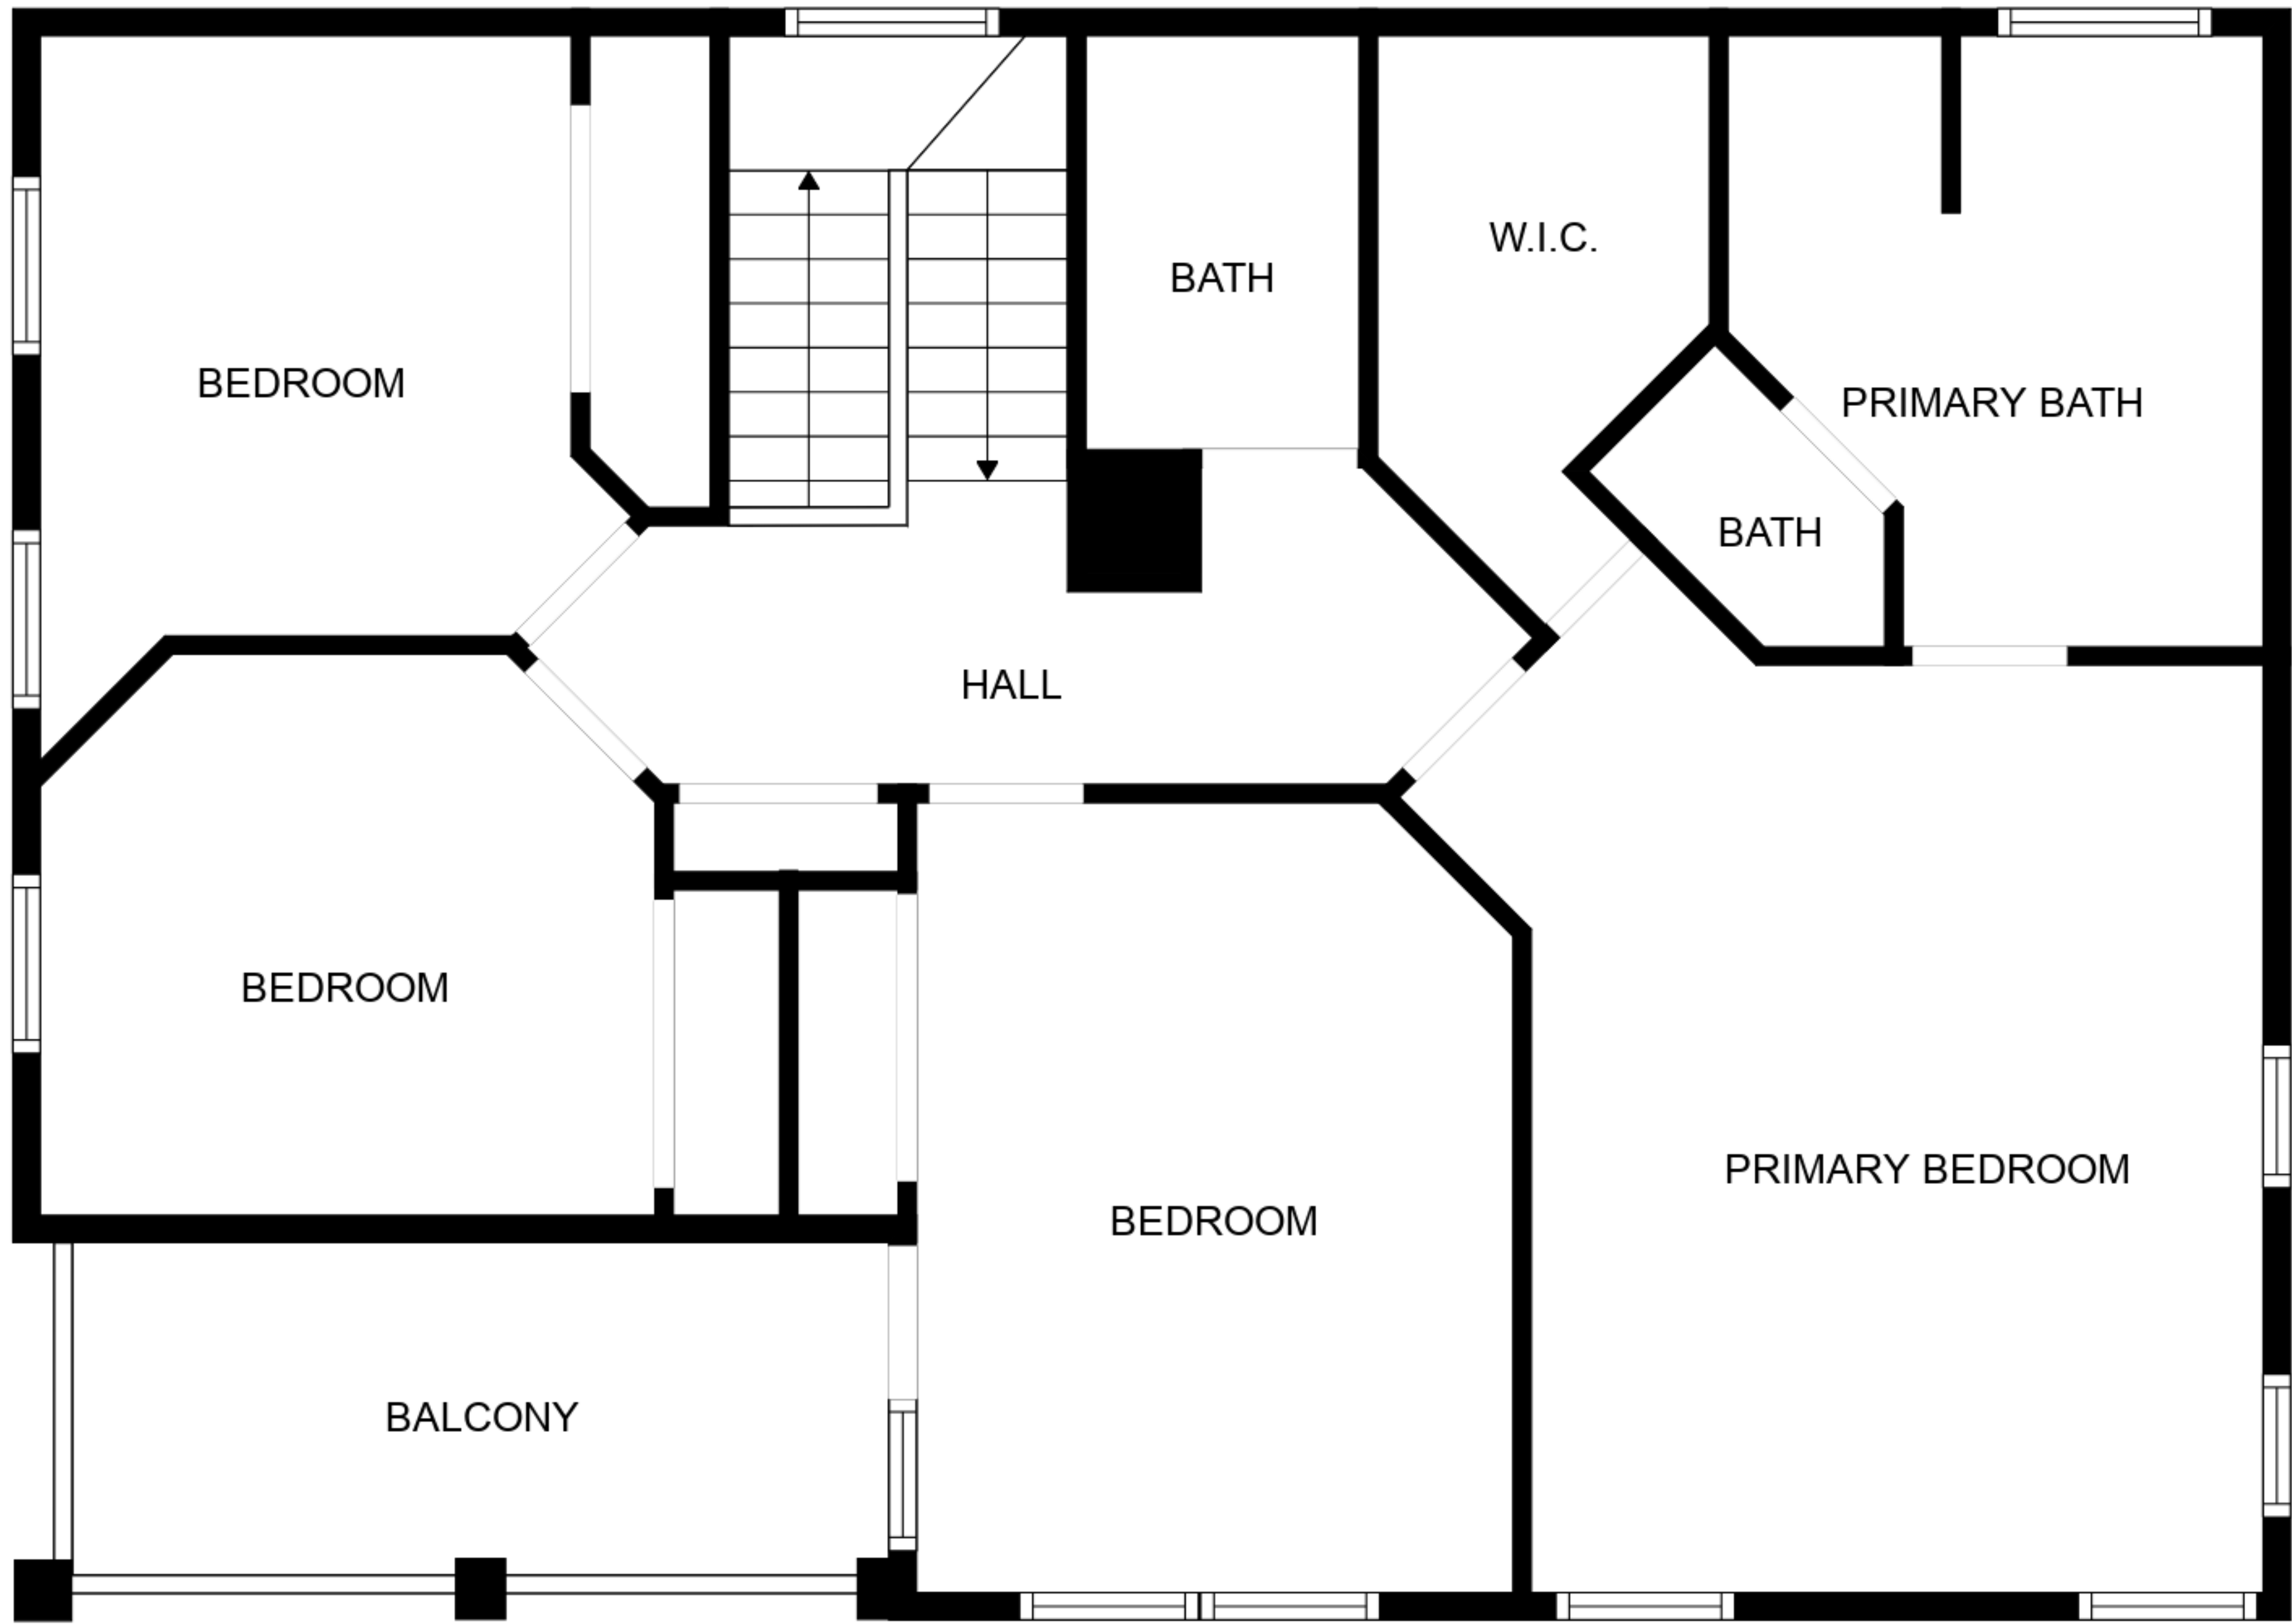 W.I.C.
BATH
BEDROOM
PRIMARY BATH
BATH
HALL
BEDROOM
PRIMARY BEDROOM
BEDROOM
BALCONY